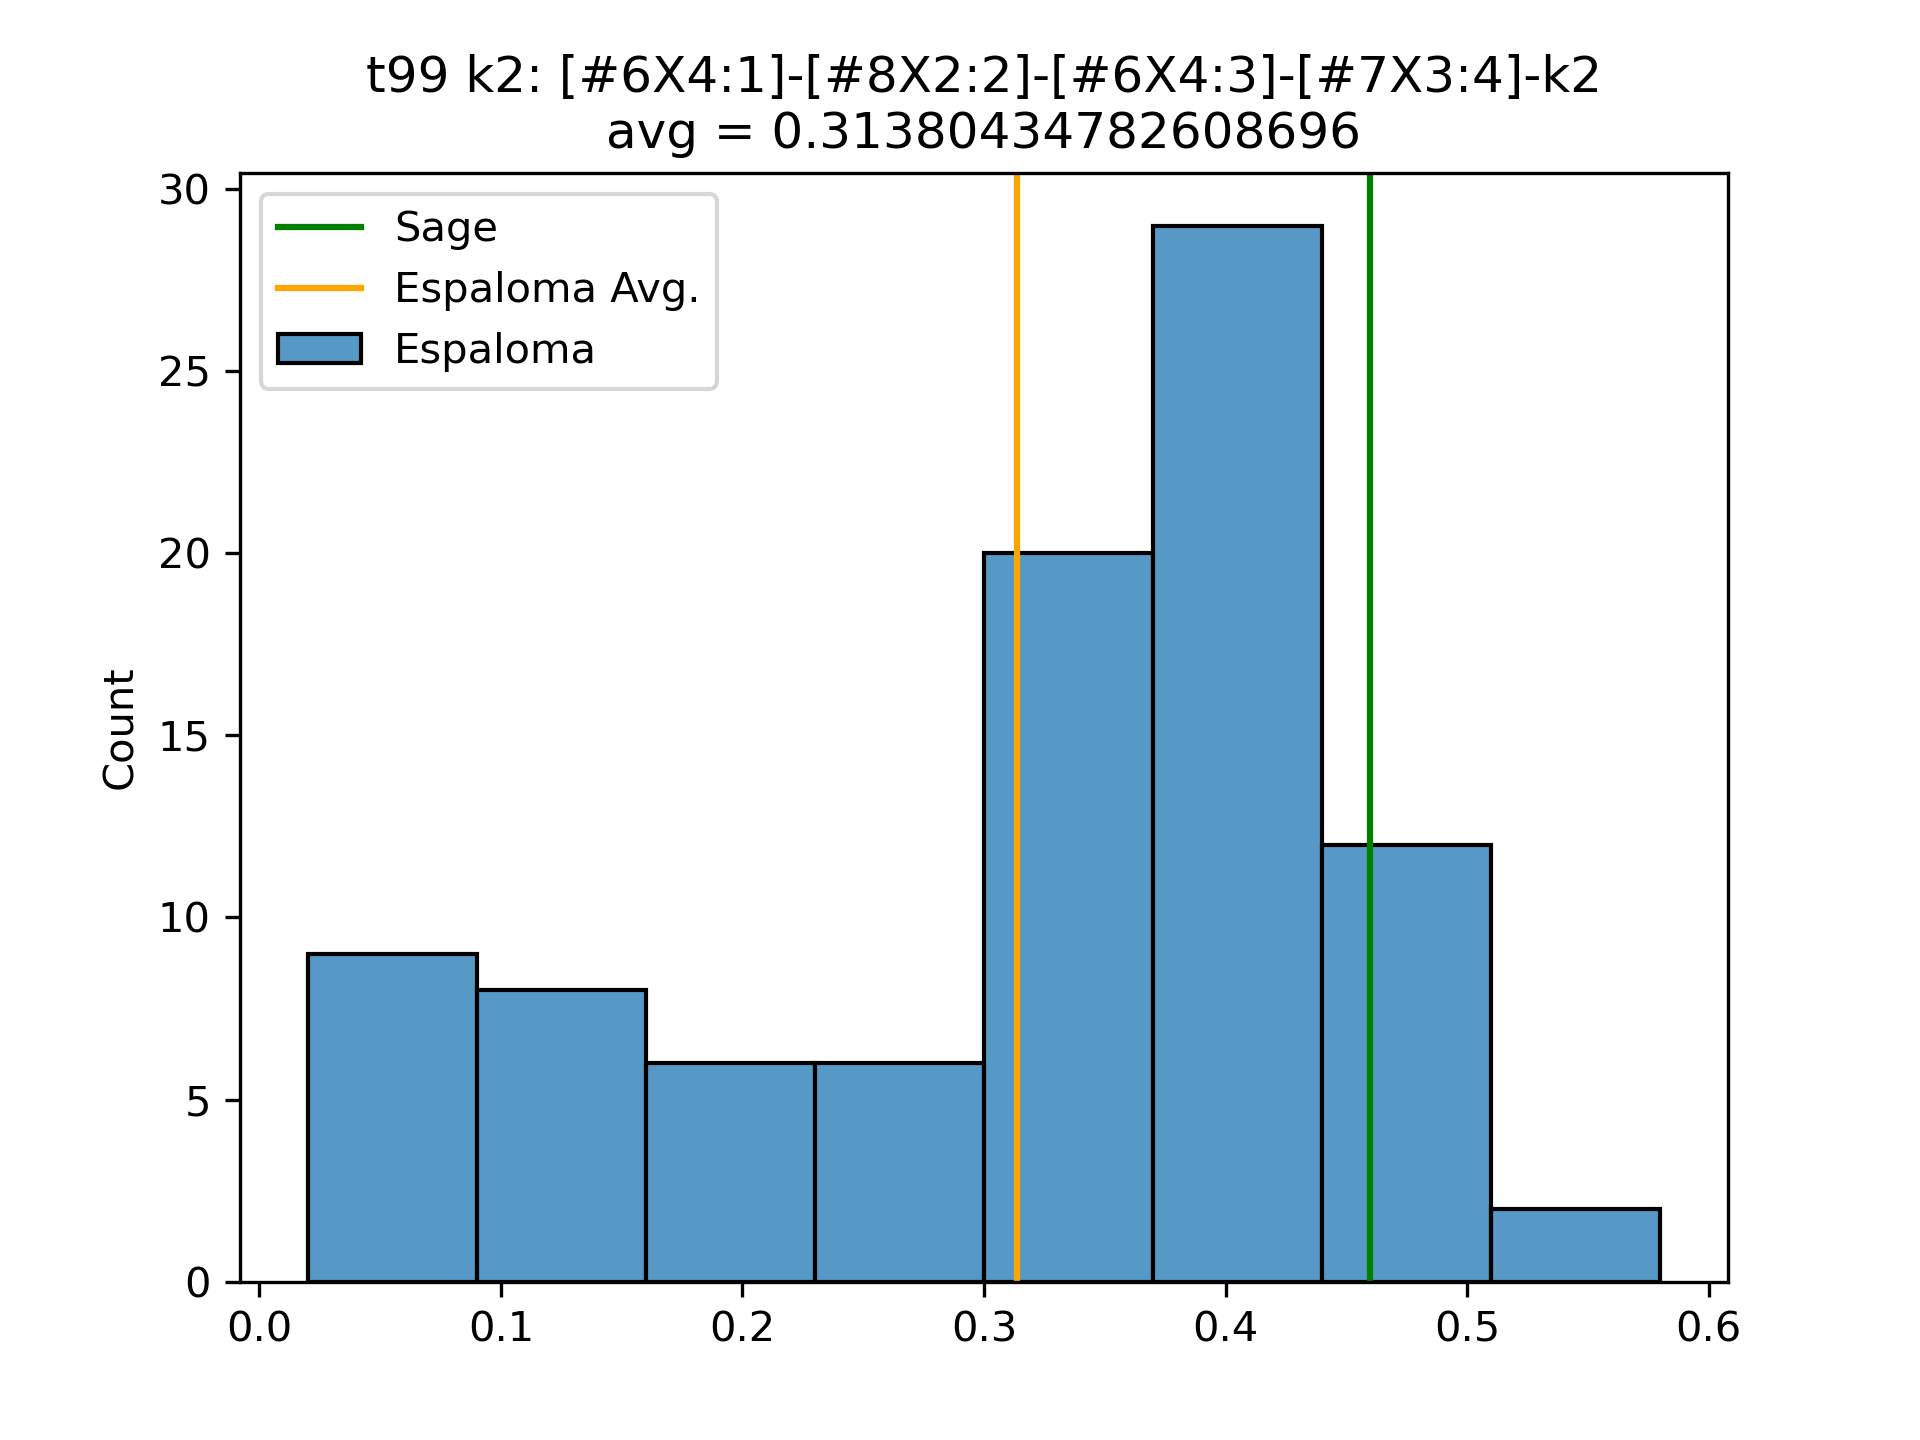 t99 k2: [#6X4:1]-[#8X2:2]-[#6X4:3]-[#7X3:4]-k2
avg = 0.31380434782608696
Sage
Espaloma Avg.
Espaloma
30
25
20
15
10
5
0
Count
0.0 0.1 0.2 0.3 0.4 0.5 0.6